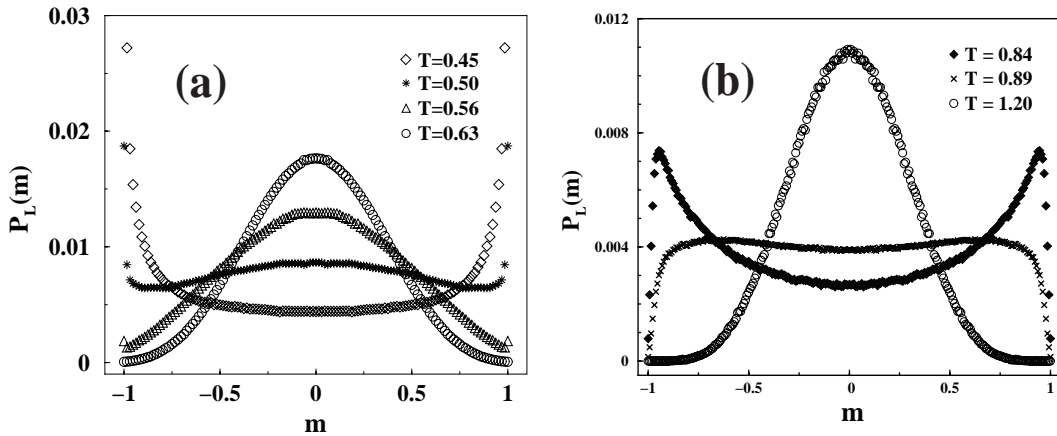 (a)
T=0.45
T=0.50
T=0.56
T=0.63
0.03
0.02
0.01
0
P_L(m)
−1 −0.5 0 0.5 1
m
(b)
T = 0.84
T = 0.89
T = 1.20
0.012
0.008
0.004
0
P_L(m)
−1 −0.5 0 0.5 1
m